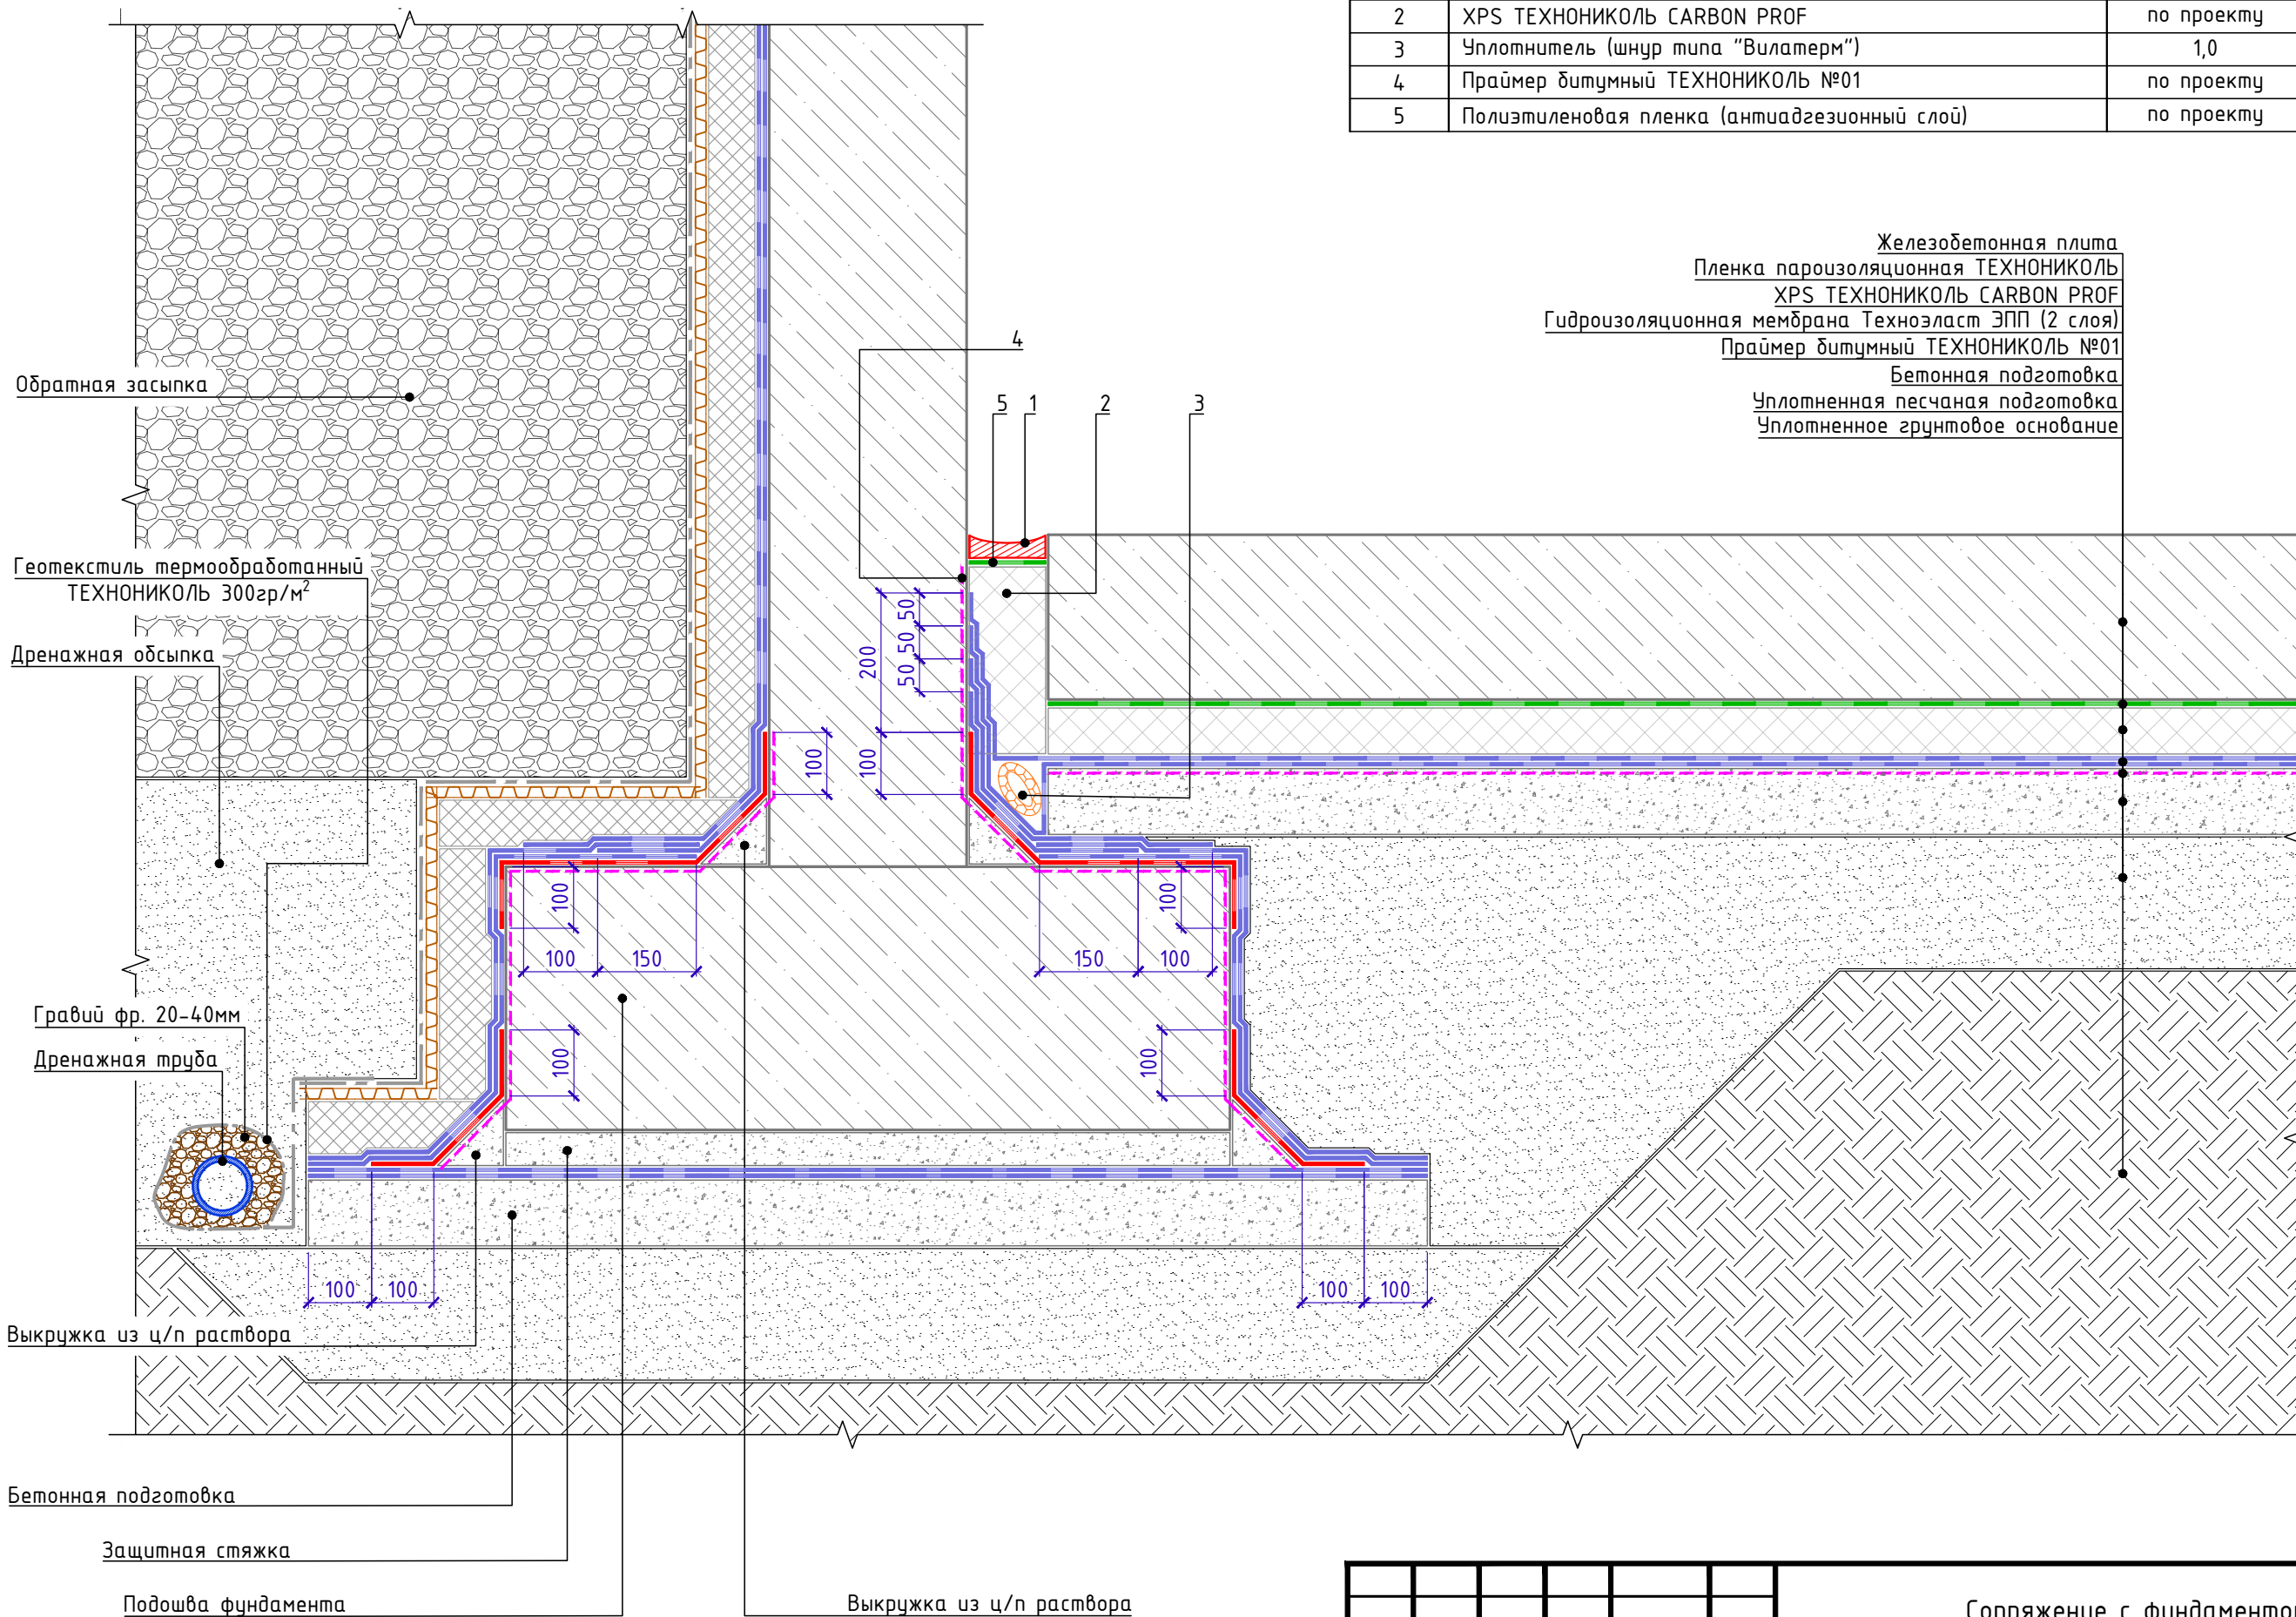 2 XPS ТЕХНОНИКОЛЬ CARBON PROF по проекту
3 Уплотнитель (шнур типа "Вилатерм") 1,0
4 Праймер битумный ТЕХНОНИКОЛЬ №01 по проекту
5 Полиэтиленовая пленка (антиадгезионный слой) по проекту
Железобетонная плита
Пленка пароизоляционная ТЕХНОНИКОЛЬ
XPS ТЕХНОНИКОЛЬ CARBON PROF
Гидроизоляционная мембрана Техноэласт ЭПП (2 слоя)
Праймер битумный ТЕХНОНИКОЛЬ №01
Бетонная подготовка
Уплотненная песчаная подготовка
Уплотненное грунтовое основание
4
5 1 2 3
Обратная засыпка
Геотекстиль термообработанный
ТЕХНОНИКОЛЬ 300гр/м²
Дренажная обсыпка
50
50
50
200
100
100
100
100
100 150
150 100
Гравий фр. 20-40мм
Дренажная труба
100
100
100 100
100 100
Выкружка из ц/п раствора
Бетонная подготовка
Защитная стяжка
Подошва фундамента
Выкружка из ц/п раствора
Сопряжение с